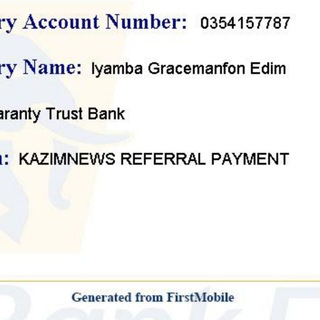 ry Account Number: 0354157787
ry Name: Iyamba Gracemanfon Edim
aranty Trust Bank
: KAZIMNEWS REFERRAL PAYMENT
Generated from FirstMobile